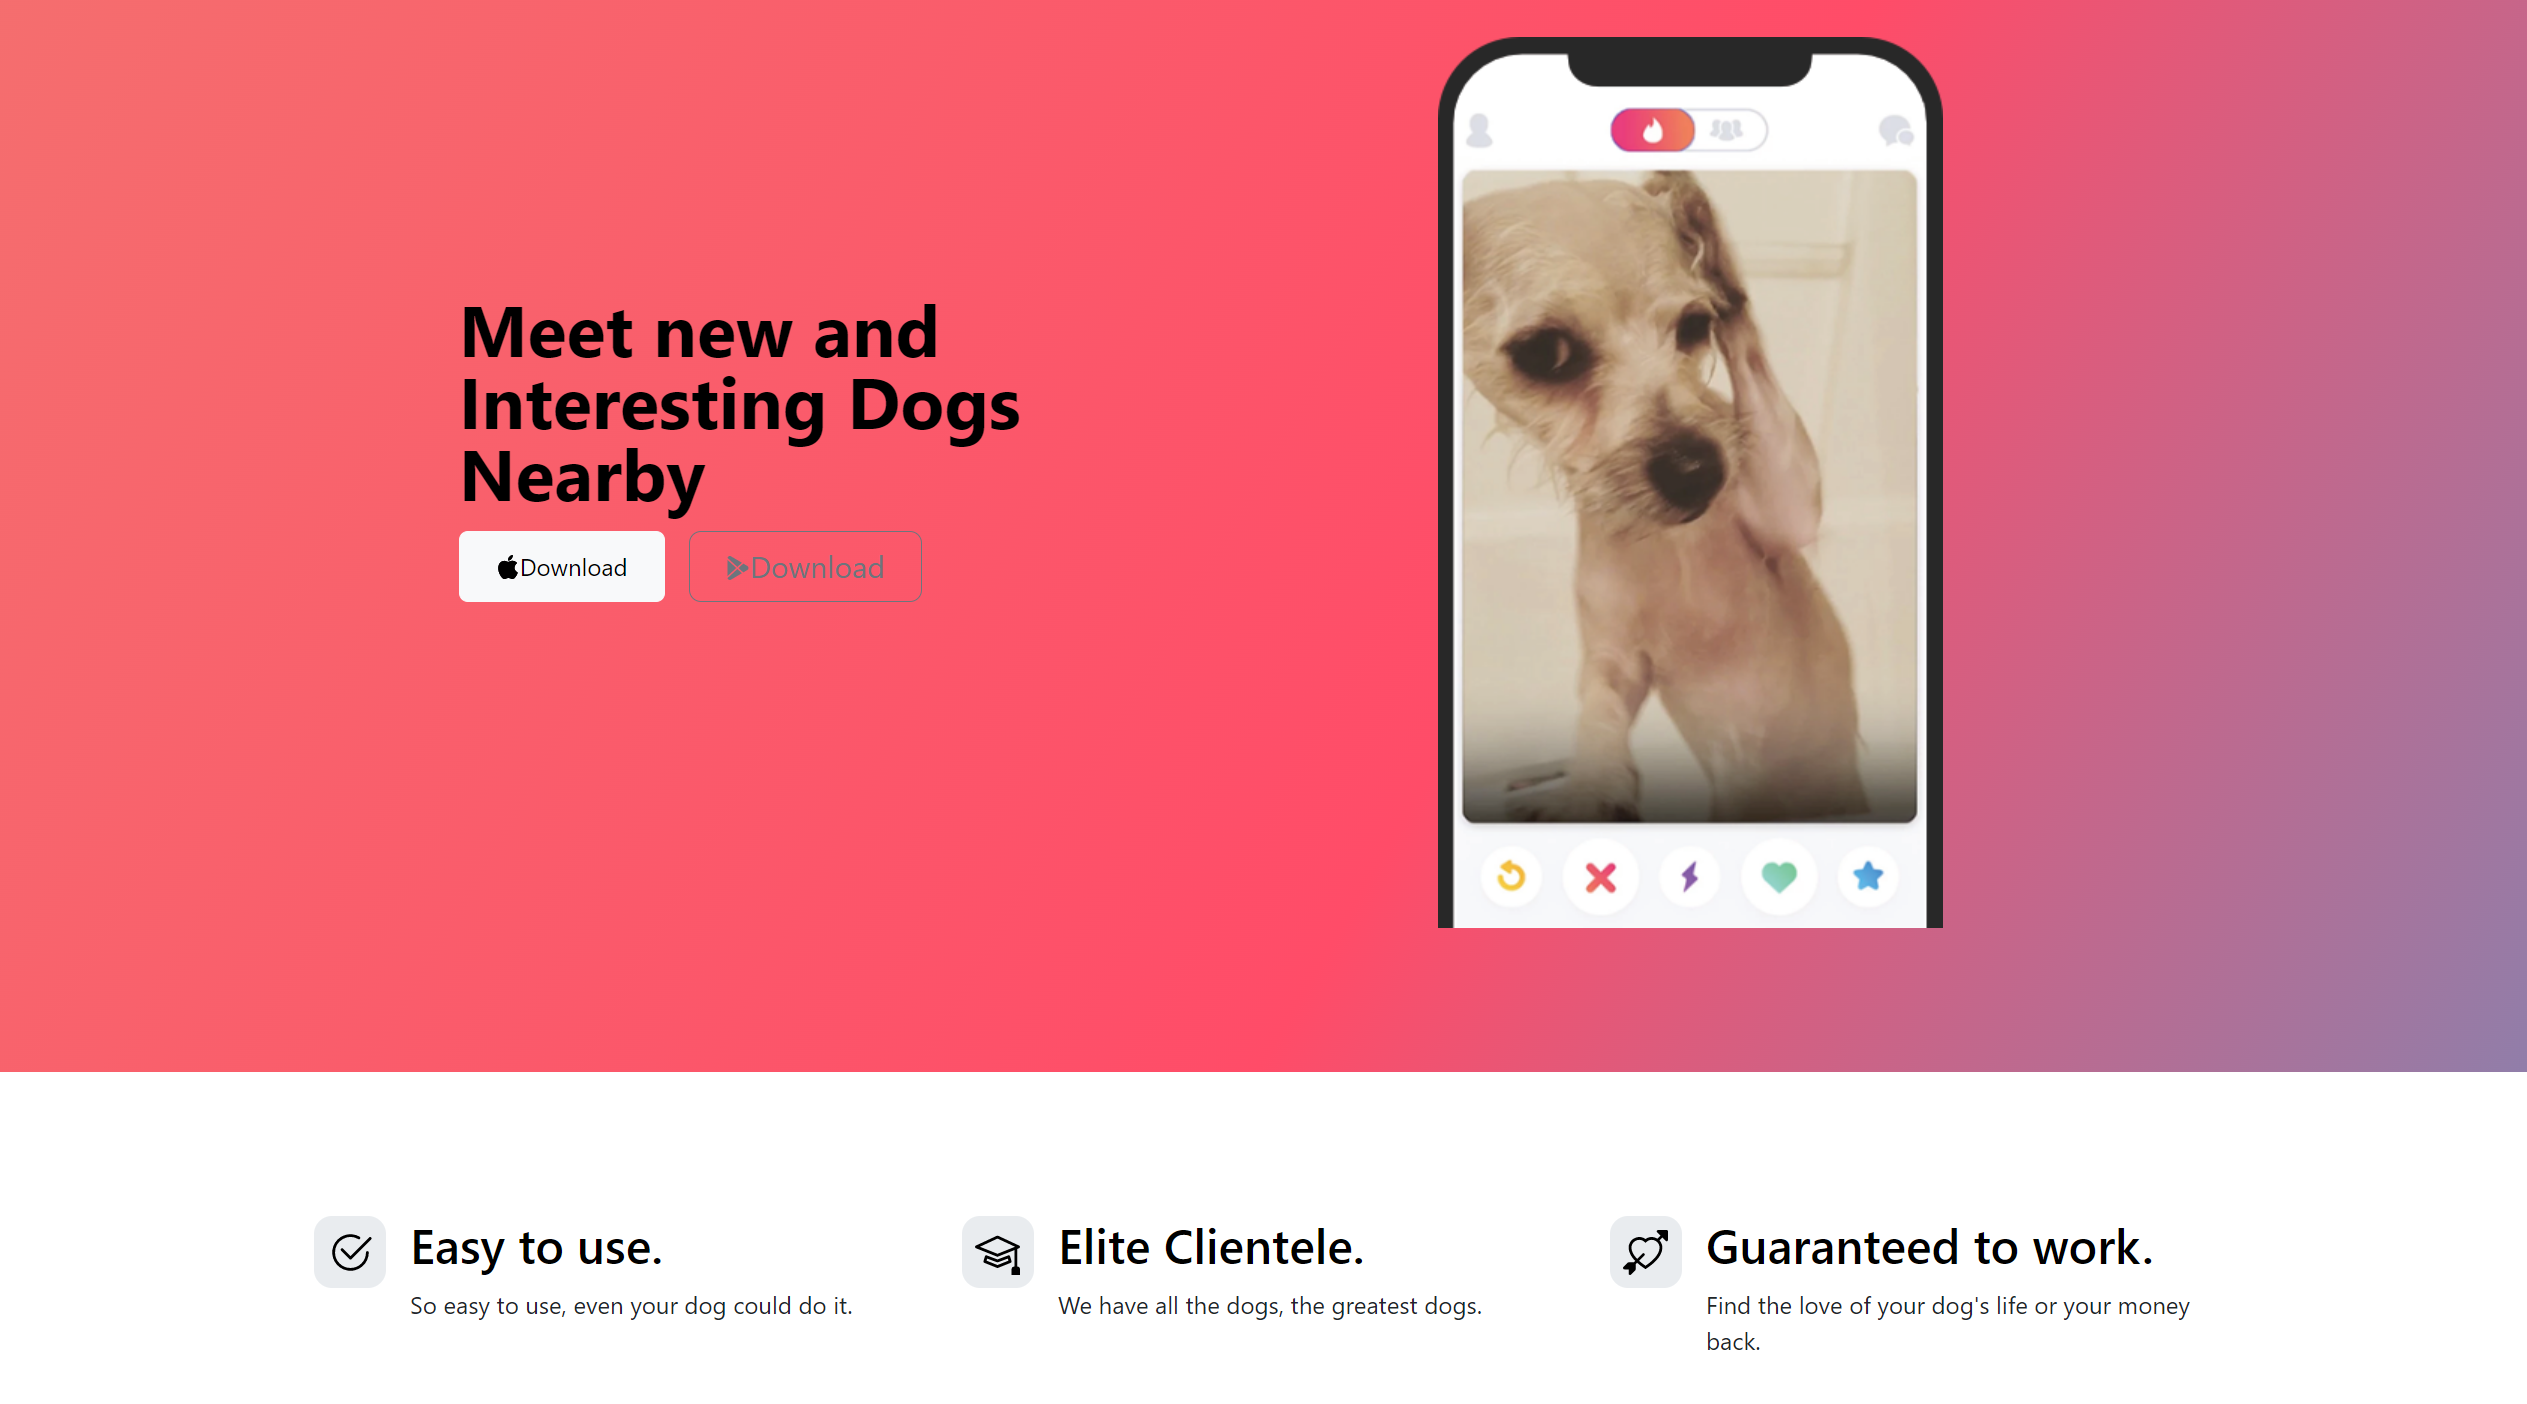 Meet new and
Interesting Dogs
Nearby
Download
Download
Easy to use.
So easy to use, even your dog could do it.
Elite Clientele.
We have all the dogs, the greatest dogs.
Guaranteed to work.
Find the love of your dog's life or your money
back.